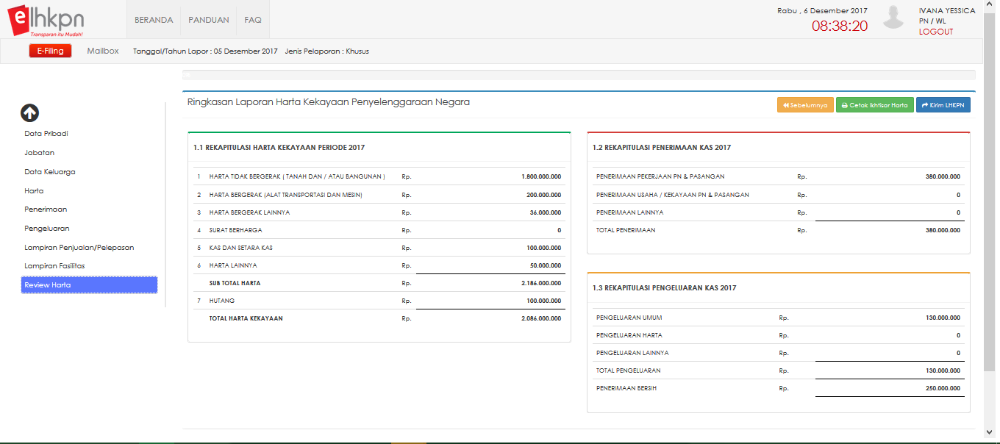 elhkpn
Transparan itu Mudah!
BERANDA PANDUAN FAQ
Rabu , 6 Desember 2017
08:38:20
IVANA YESSICA
PN / WL
LOGOUT
E-Filing Mailbox Tanggal/Tahun Lapor : 05 Desember 2017 Jenis Pelaporan : Khusus
Data Pribadi
Jabatan
Data Keluarga
Harta
Penerimaan
Pengeluaran
Lampiran Penjualan/Pelepasan
Lampiran Fasilitas
Review Harta
Ringkasan Laporan Harta Kekayaan Penyelenggaraan Negara
Sebelumnya Cetak Ikhtisar Harta Kirim LHKPN
1.1 REKAPITULASI HARTA KEKAYAAN PERIODE 2017
1 HARTA TIDAK BERGERAK ( TANAH DAN / ATAU BANGUNAN ) Rp. 1.800.000.000
2 HARTA BERGERAK (ALAT TRANSPORTASI DAN MESIN) Rp. 200.000.000
3 HARTA BERGERAK LAINNYA Rp. 36.000.000
4 SURAT BERHARGA Rp. 0
5 KAS DAN SETARA KAS Rp. 100.000.000
6 HARTA LAINNYA Rp. 50.000.000
SUB TOTAL HARTA Rp. 2.186.000.000
7 HUTANG Rp. 100.000.000
TOTAL HARTA KEKAYAAN Rp. 2.086.000.000
1.2 REKAPITULASI PENERIMAAN KAS 2017
PENERIMAAN PEKERJAAN PN & PASANGAN Rp. 380.000.000
PENERIMAAN USAHA / KEKAYAAN PN & PASANGAN Rp. 0
PENERIMAAN LAINNYA Rp. 0
TOTAL PENERIMAAN Rp. 380.000.000
1.3 REKAPITULASI PENGELUARAN KAS 2017
PENGELUARAN UMUM Rp. 130.000.000
PENGELUARAN HARTA Rp. 0
PENGELUARAN LAINNYA Rp. 0
TOTAL PENGELUARAN Rp. 130.000.000
PENERIMAAN BERSIH Rp. 250.000.000